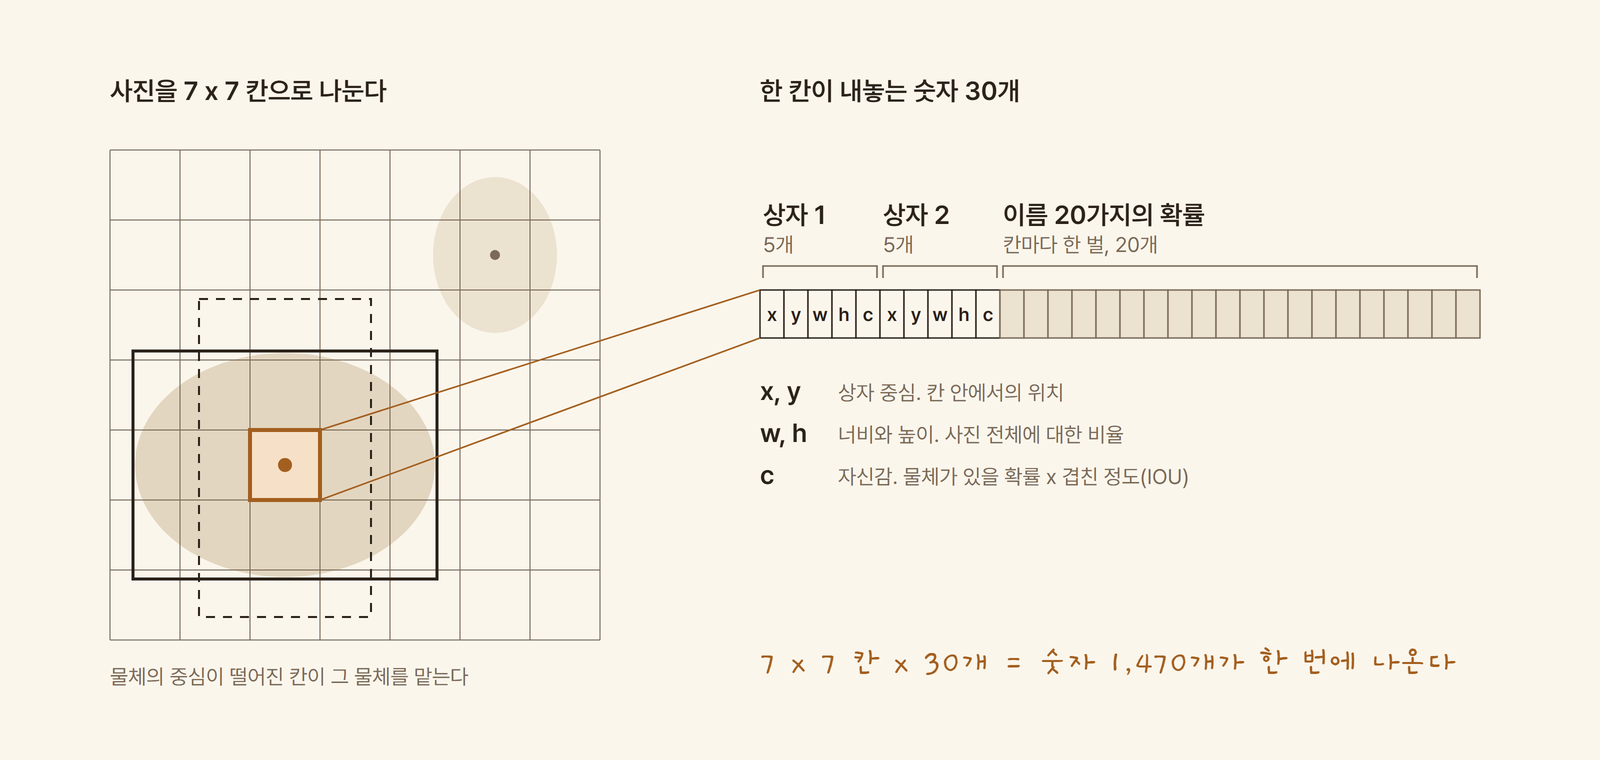 사진을 7 x 7 칸으로 나눈다
물체의 중심이 떨어진 칸이 그 물체를 맡는다
한 칸이 내놓는 숫자 30개
상자 1
5개
상자 2
5개
이름 20가지의 확률
칸마다 한 벌, 20개
x y w h c x y w h c
x, y 상자 중심. 칸 안에서의 위치
w, h 너비와 높이. 사진 전체에 대한 비율
c 자신감. 물체가 있을 확률 x 겹친 정도(IOU)
7 x 7 칸 x 30개 = 숫자 1,470개가 한 번에 나온다